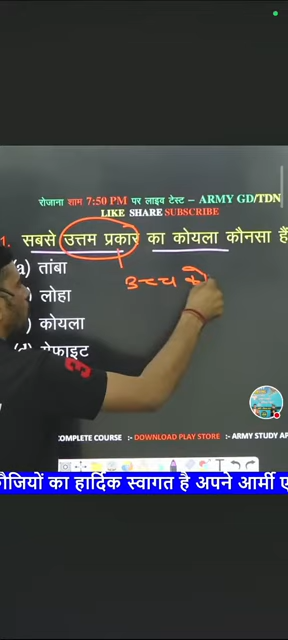 रोजाना शाम 7:50 PM पर लाइव टेस्ट – ARMY GD/TDN
LIKE SHARE SUBSCRIBE
सबसे उत्तम प्रकार का कोयला कौनसा हैं
तांबा
उच्च
लोहा
कोयला
COMPLETE COURSE :- DOWNLOAD PLAY STORE :- ARMY STUDY
का हार्दिक स्वागत है अपने आर्मी